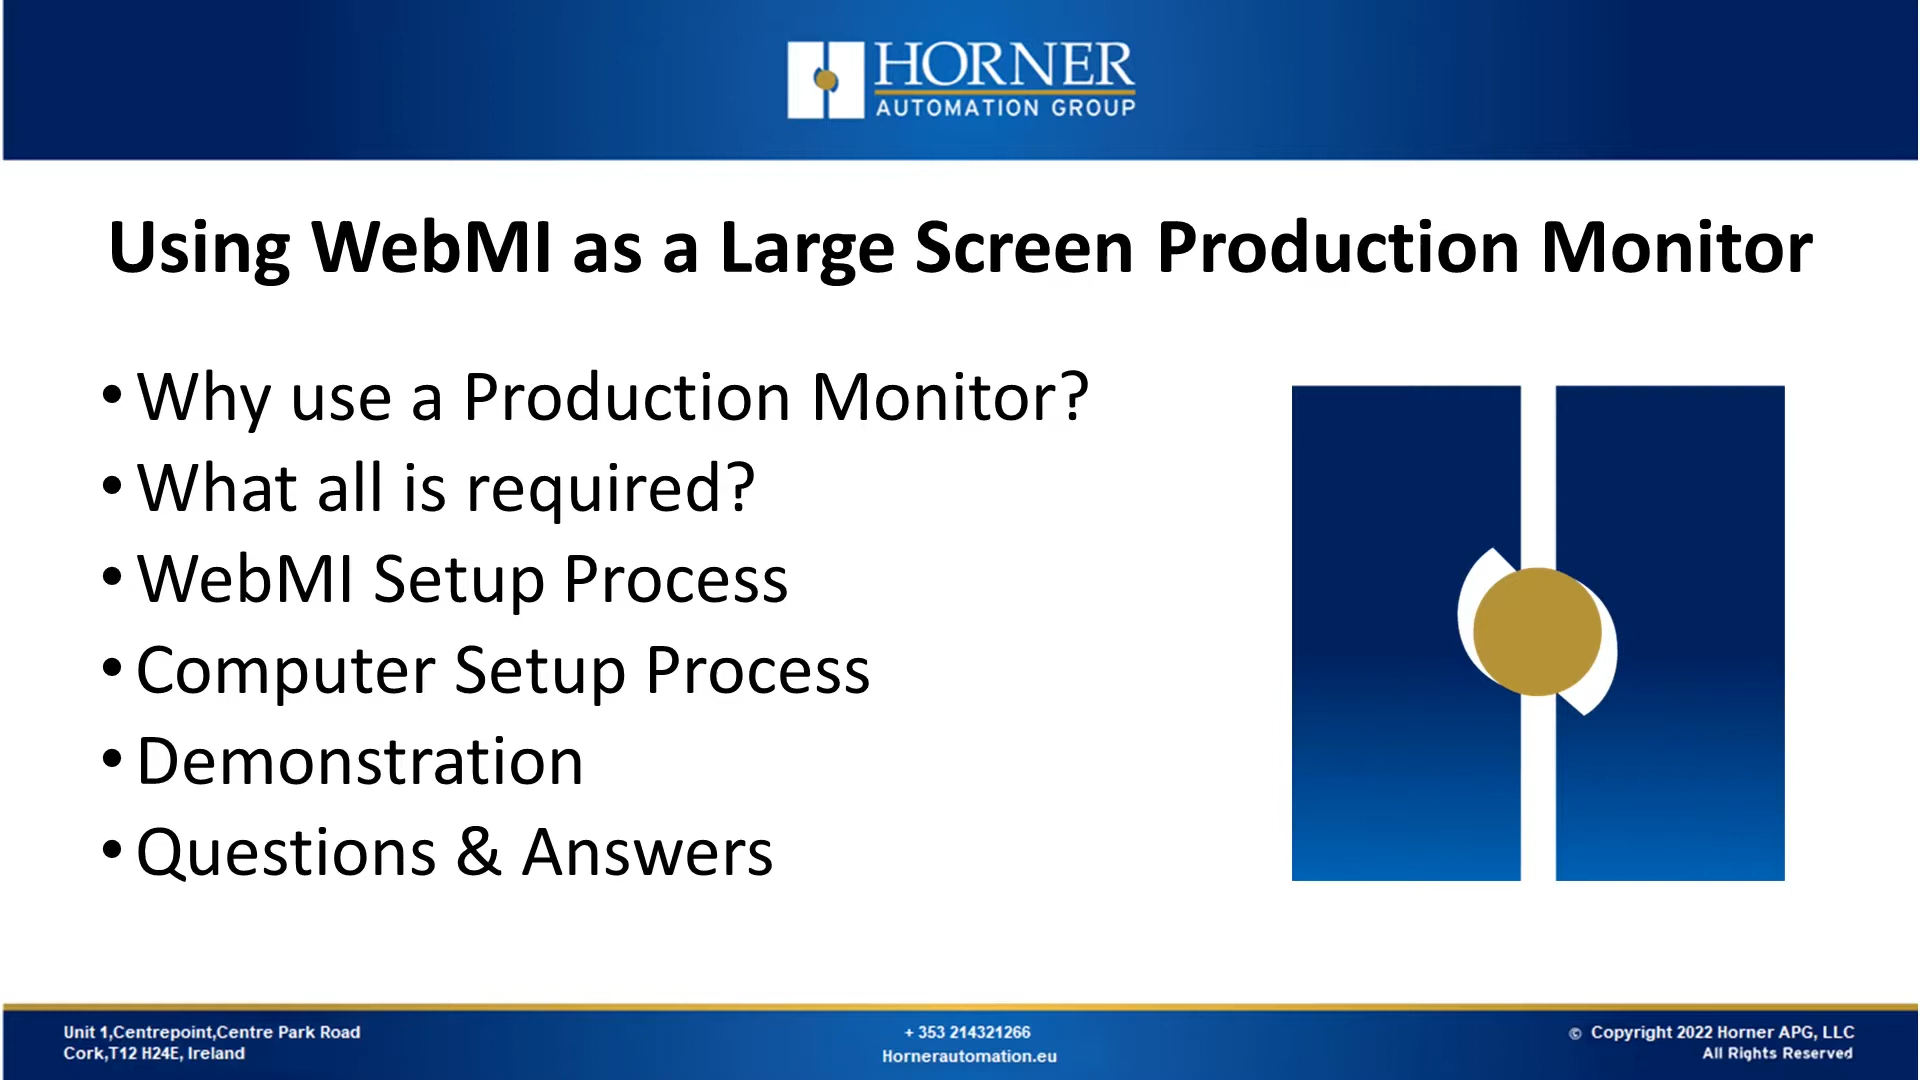 HORNER
AUTOMATION GROUP
Using WebMI as a Large Screen Production Monitor
• Why use a Production Monitor?
• What all is required?
• WebMI Setup Process
• Computer Setup Process
• Demonstration
• Questions & Answers
Unit 1,Centrepoint,Centre Park Road
Cork,T12 H24E, Ireland
+ 353 214321266
Hornerautomation.eu
© Copyright 2022 Horner APG, LLC
All Rights Reserved